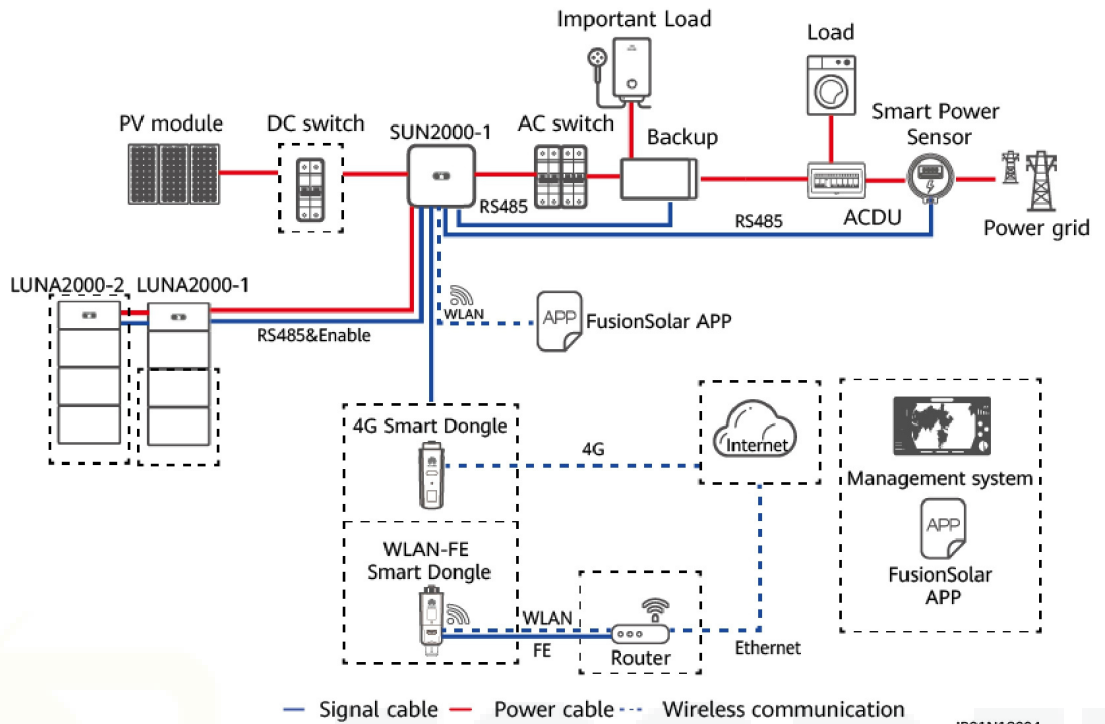 Important Load
Load
PV module
DC switch
SUN2000-1
AC switch
Backup
Smart Power
Sensor
RS485
RS485
ACDU
Power grid
LUNA2000-2
LUNA2000-1
RS485&Enable
WLAN
APP
FusionSolar APP
4G Smart Dongle
4G
Internet
Management system
APP
FusionSolar
APP
WLAN-FE
Smart Dongle
WLAN
FE
Router
Ethernet
Signal cable
Power cable
Wireless communication